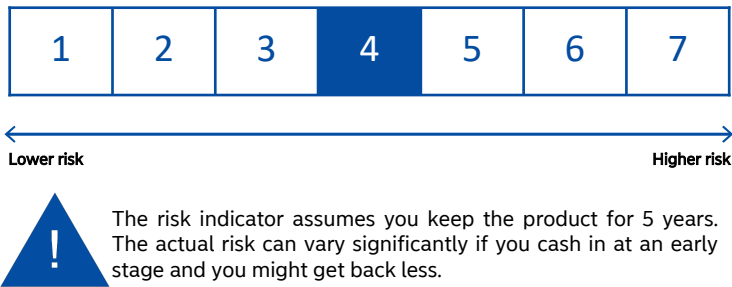 1 2 3 4 5 6 7
Lower risk Higher risk
!
The risk indicator assumes you keep the product for 5 years.
The actual risk can vary significantly if you cash in at an early
stage and you might get back less.